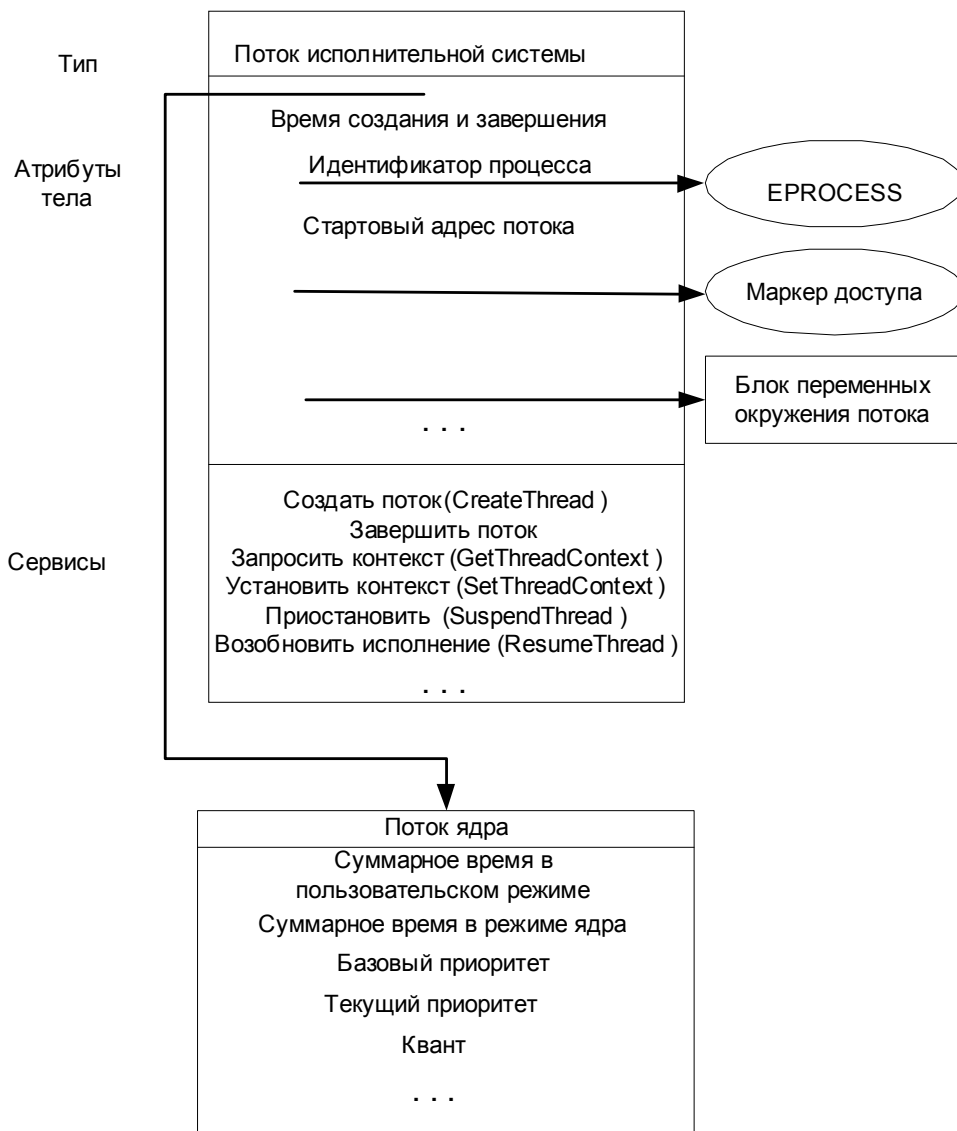 Тип
Поток исполнительной системы
Время создания и завершения
Атрибуты
тела
Идентификатор процесса
EPROCESS
Стартовый адрес потока
Маркер доступа
Блок переменных
окружения потока
. . .
Сервисы
Создать поток(CreateThread )
Завершить поток
Запросить контекст (GetThreadContext )
Установить контекст (SetThreadContext )
Приостановить (SuspendThread )
Возобновить исполнение (ResumeThread )
. . .
Поток ядра
Суммарное время в
пользовательском режиме
Суммарное время в режиме ядра
Базовый приоритет
Текущий приоритет
Квант
. . .